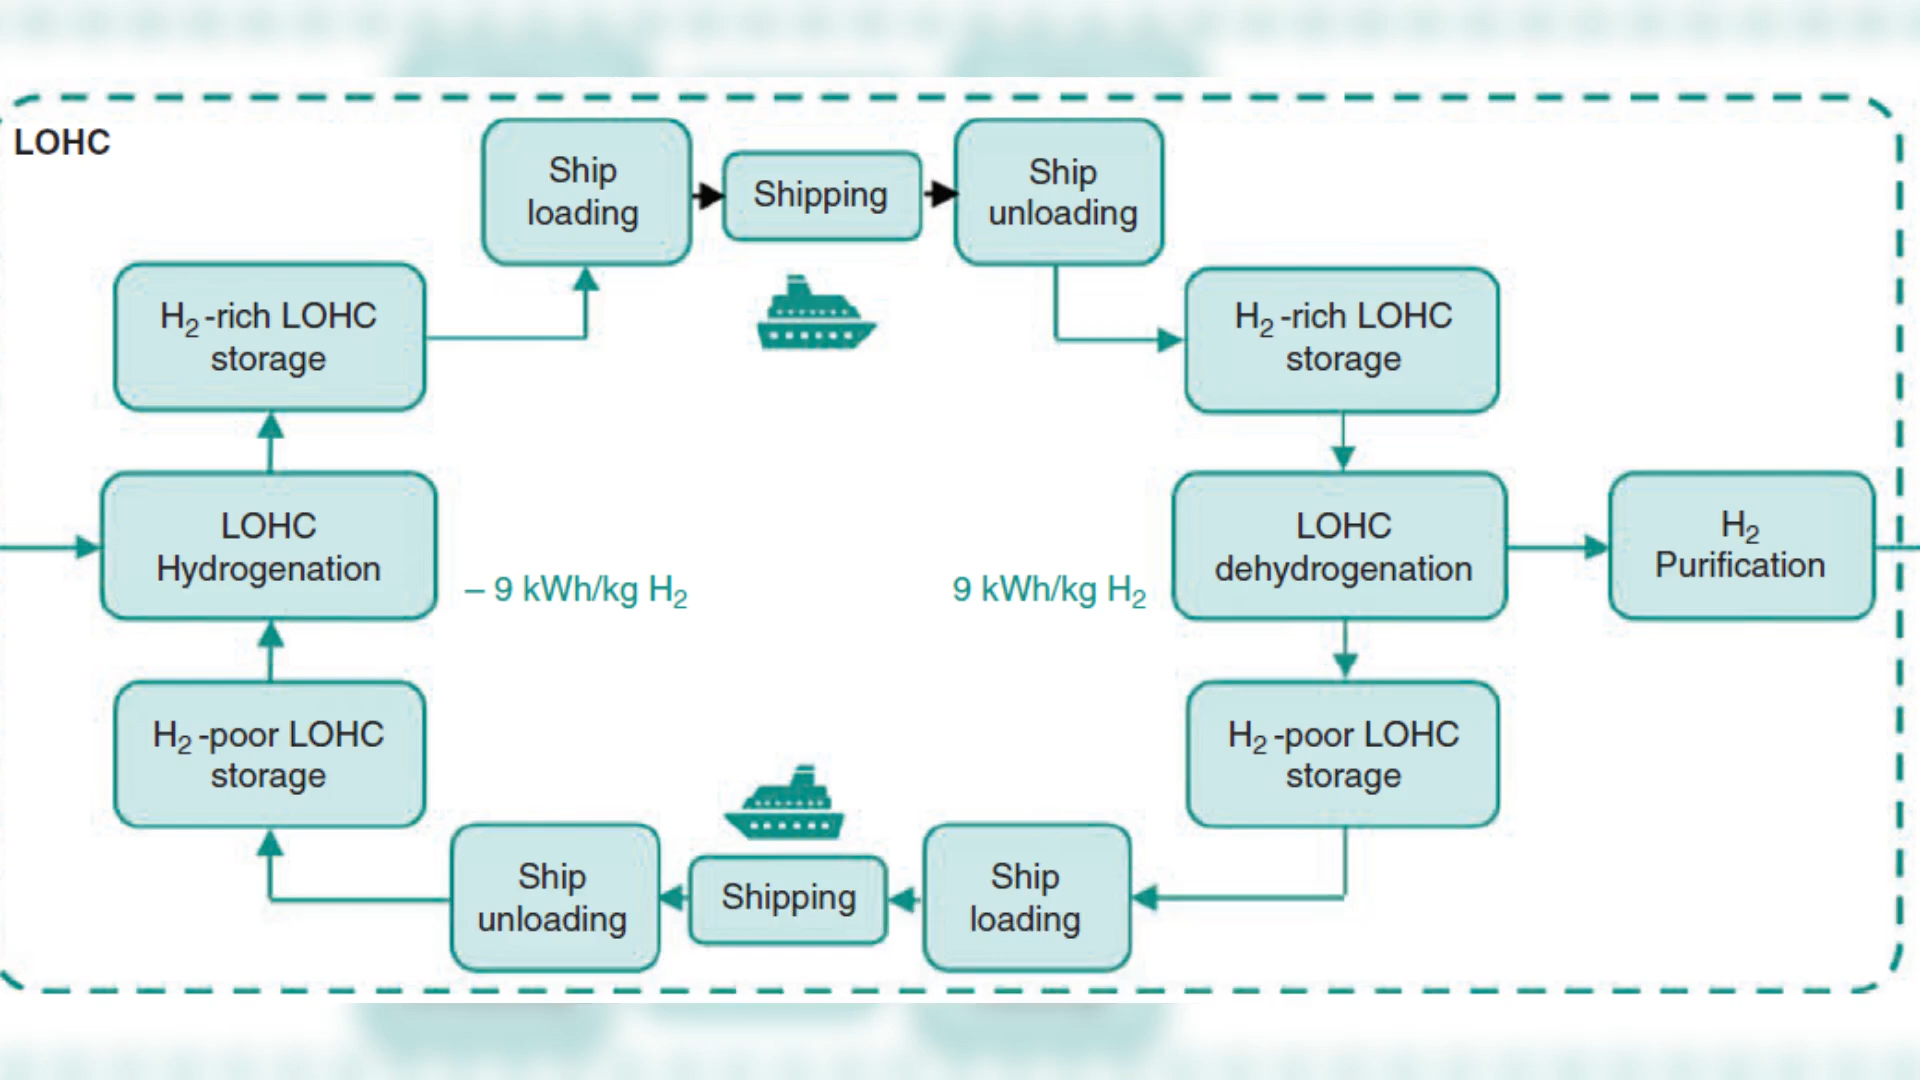 LOHC
Ship
loading
Shipping
Ship
unloading
H₂-rich LOHC
storage
H₂-rich LOHC
storage
LOHC
Hydrogenation
– 9 kWh/kg H₂
9 kWh/kg H₂
LOHC
dehydrogenation
H₂
Purification
H₂-poor LOHC
storage
H₂-poor LOHC
storage
Ship
unloading
Shipping
Ship
loading